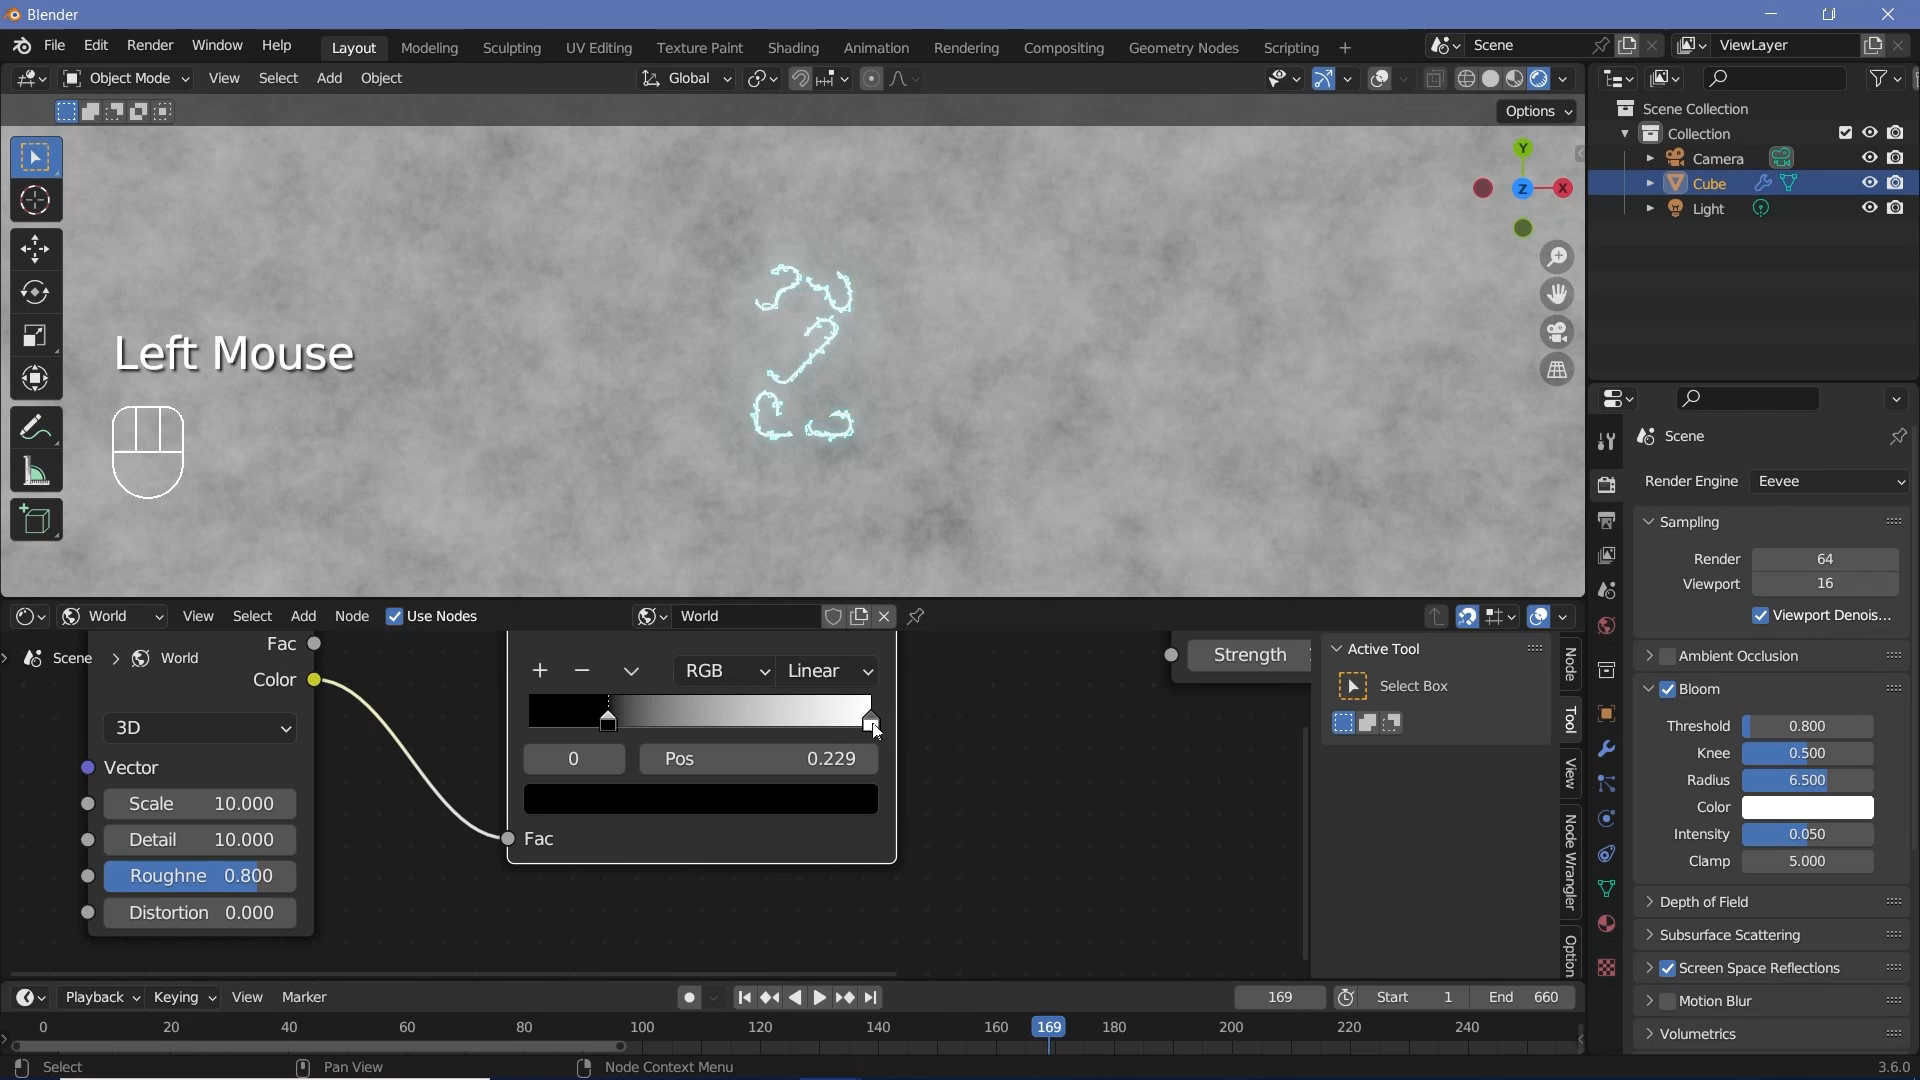 Blender
File Edit Render Window Help Layout Modeling Sculpting UV Editing Texture Paint Shading Animation Rendering Compositing Geometry Nodes Scripting + Scene ViewLayer
Object Mode View Select Add Object Global
Options
Scene Collection
Collection
Camera
Cube
Light
Y
Z X
Left Mouse
Scene
Render Engine Eevee
Sampling
Render 64
Viewport 16
Viewport Denois...
Ambient Occlusion
Bloom
Threshold 0.800
Knee 0.500
Radius 6.500
Color
Intensity 0.050
Clamp 5.000
Depth of Field
Subsurface Scattering
Screen Space Reflections
Motion Blur
Volumetrics
World View Select Add Node Use Nodes World
Scene > World
Fac
Color
3D
Vector
Scale 10.000
Detail 10.000
Roughne 0.800
Distortion 0.000
RGB Linear
0 Pos 0.229
Fac
Strength
Active Tool
Select Box
Node
Tool
View
Node Wrangler
Option
Playback Keying View Marker 169 Start 1 End 660
0 20 40 60 80 100 120 140 160 169 180 200 220 240
Select Pan View Node Context Menu 3.6.0